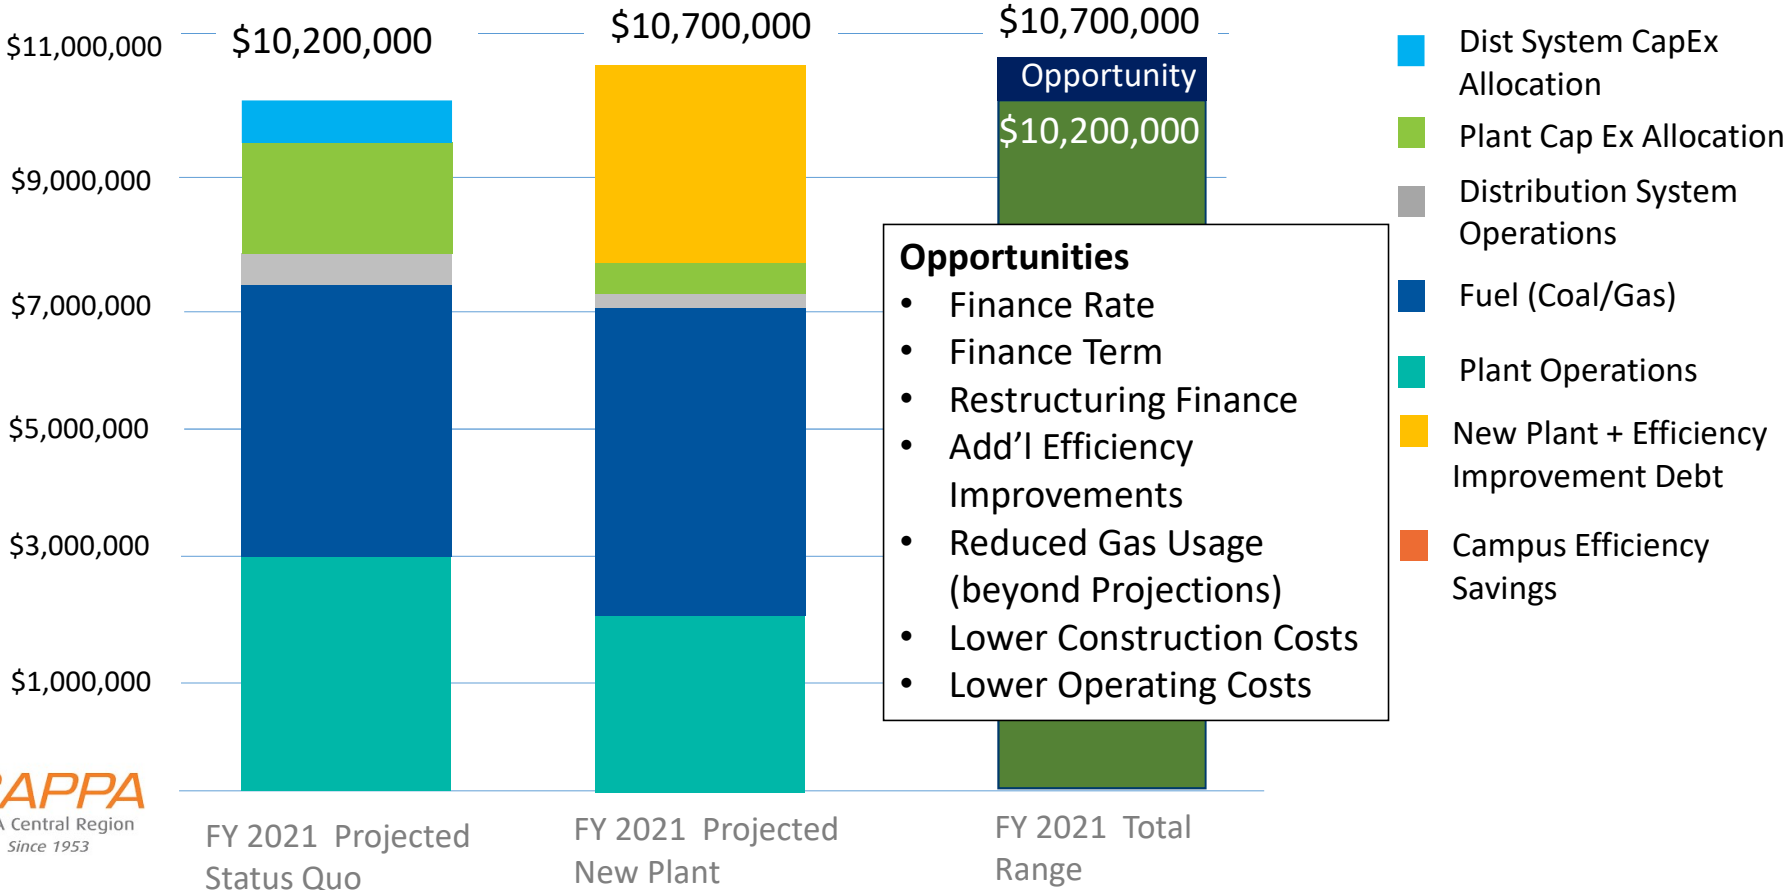 $11,000,000
$9,000,000
$7,000,000
$5,000,000
$3,000,000
$1,000,000
$10,200,000
$10,700,000
$10,700,000
Opportunity
$10,200,000
Opportunities
• Finance Rate
• Finance Term
• Restructuring Finance
• Add’l Efficiency
Improvements
• Reduced Gas Usage
(beyond Projections)
• Lower Construction Costs
• Lower Operating Costs
Dist System CapEx
Allocation
Plant Cap Ex Allocation
Distribution System
Operations
Fuel (Coal/Gas)
Plant Operations
New Plant + Efficiency
Improvement Debt
Campus Efficiency
Savings
FY 2021 Projected
Status Quo
FY 2021 Projected
New Plant
FY 2021 Total
Range
APPA
Central Region
Since 1953